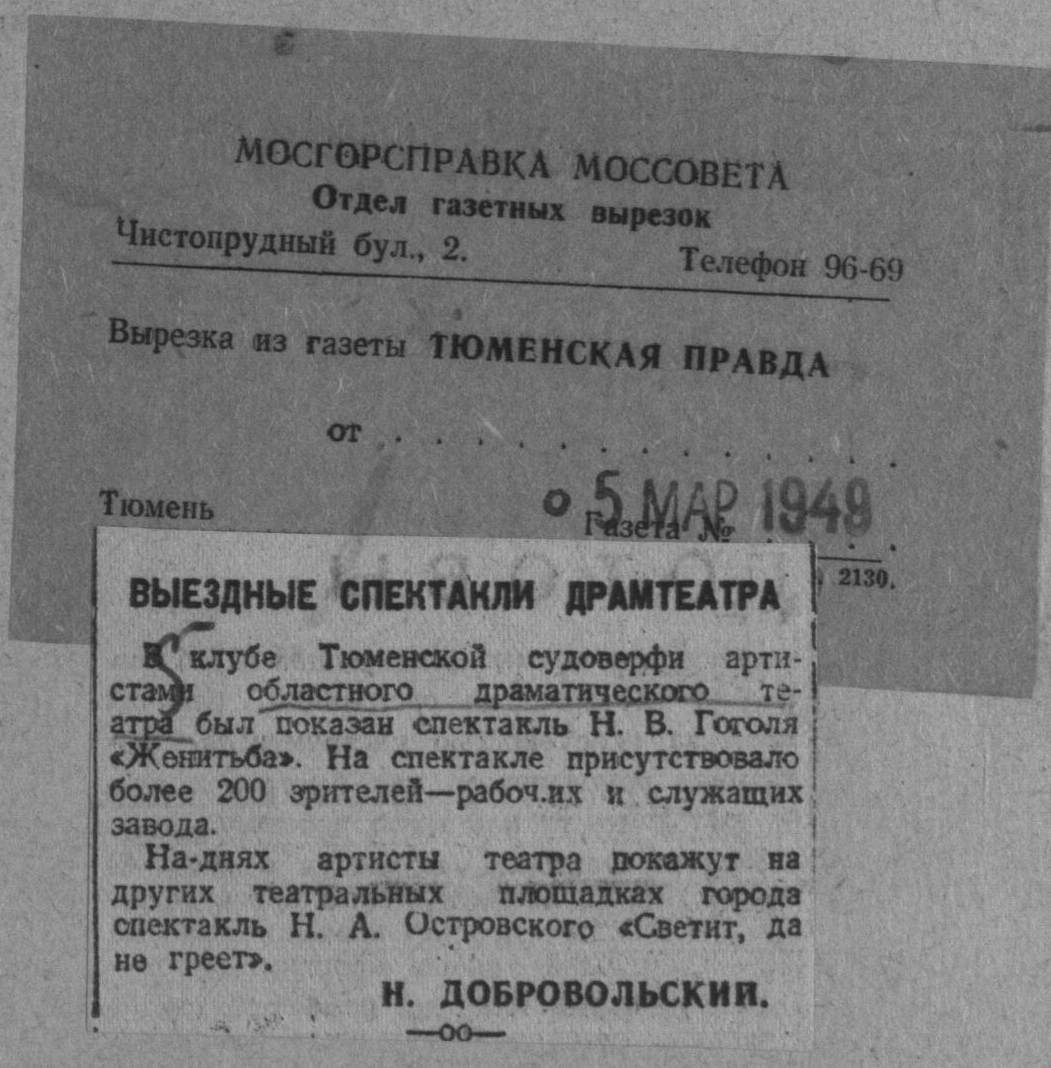 МОСГОРСПРАВКА МОССОВЕТА
Отдел газетных вырезок
Чистопрудный бул., 2. Телефон 96-69
Вырезка из газеты ТЮМЕНСКАЯ ПРАВДА
от . . . . . . . . . . . . .
5 МАР 1949
Тюмень Газета № . . . .
2130.
ВЫЕЗДНЫЕ СПЕКТАКЛИ ДРАМТЕАТРА
В клубе Тюменской судоверфи арти-
стами областного драматического те-
атра был показан спектакль Н. В. Гоголя
«Женитьба». На спектакле присутствовало
более 200 зрителей—рабоч.их и служащих
завода.
На-днях артисты театра покажут на
других театральных площадках города
спектакль Н. А. Островского «Светит, да
не греет».
Н. ДОБРОВОЛЬСКИЙ.